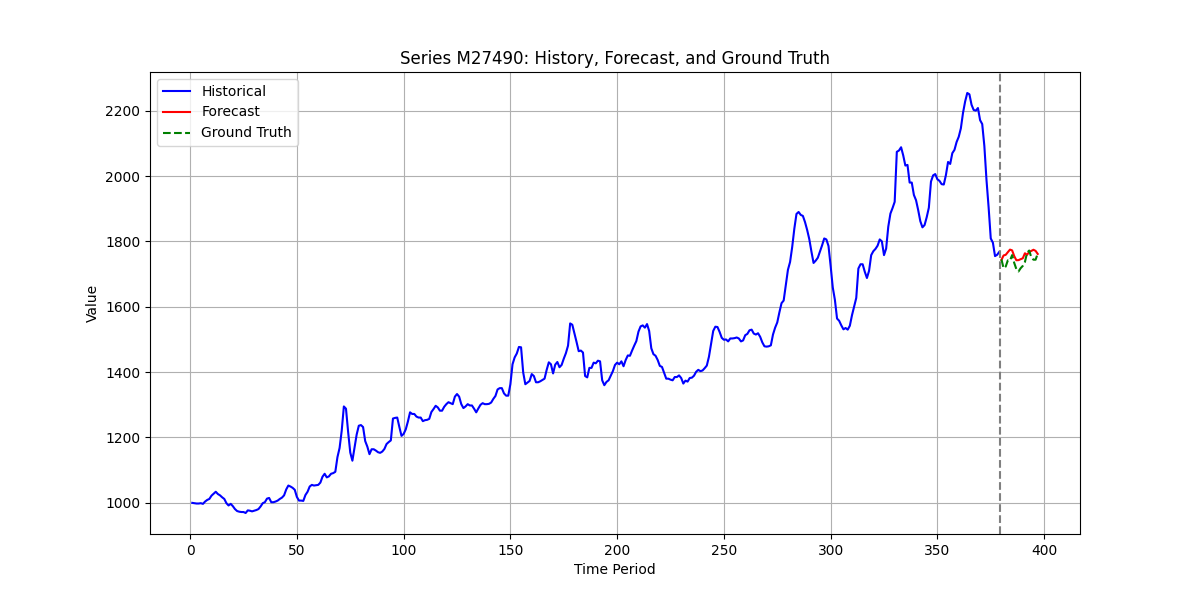 Series M27490: History, Forecast, and Ground Truth
Historical
Forecast
Ground Truth
2200
2000
1800
1600
1400
1200
1000
Value
0 50 100 150 200 250 300 350 400
Time Period